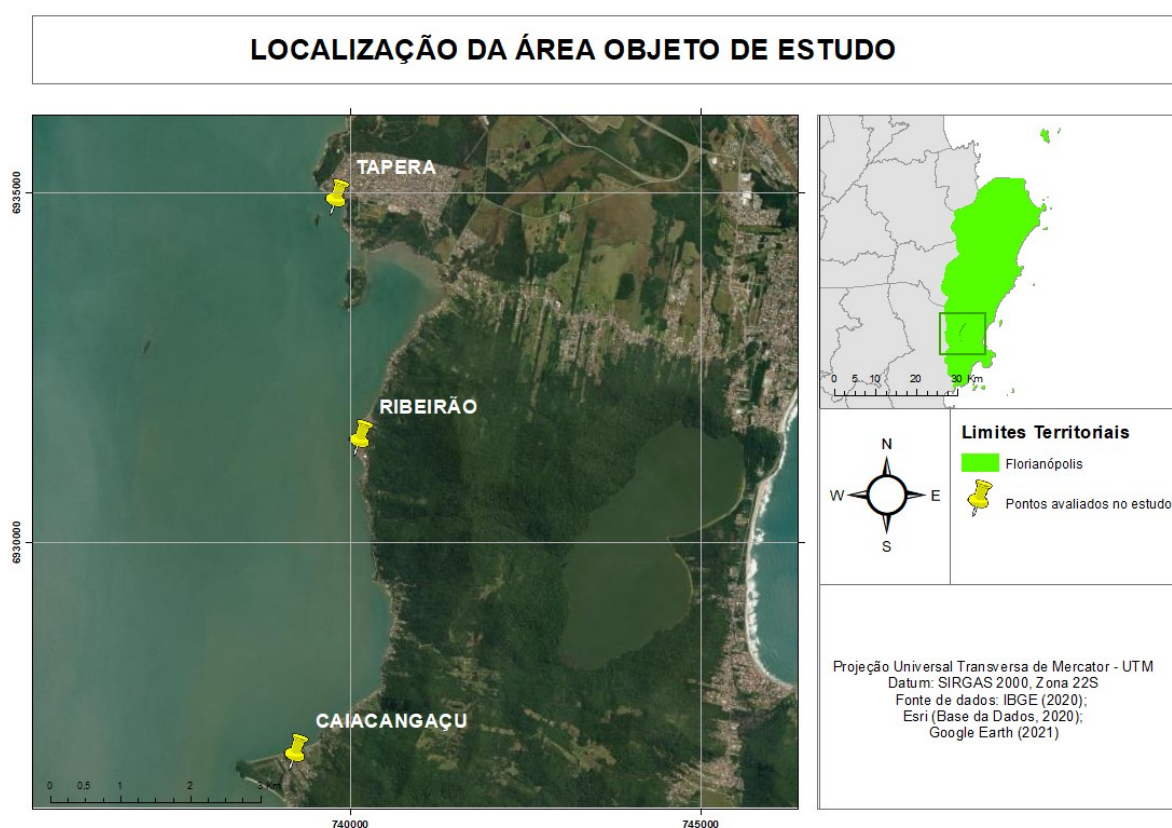 LOCALIZAÇÃO DA ÁREA OBJETO DE ESTUDO
TAPERA
RIBEIRÃO
CAIACANGAÇU
6935000
6930000
740000
745000
0 0,5 1 2 3 Km
0 5 10 20 30 Km
N
W E
S
Limites Territoriais
Florianópolis
Pontos avaliados no estudo
Projeção Universal Transversa de Mercator - UTM
Datum: SIRGAS 2000, Zona 22S
Fonte de dados: IBGE (2020);
Esri (Base da Dados, 2020);
Google Earth (2021)